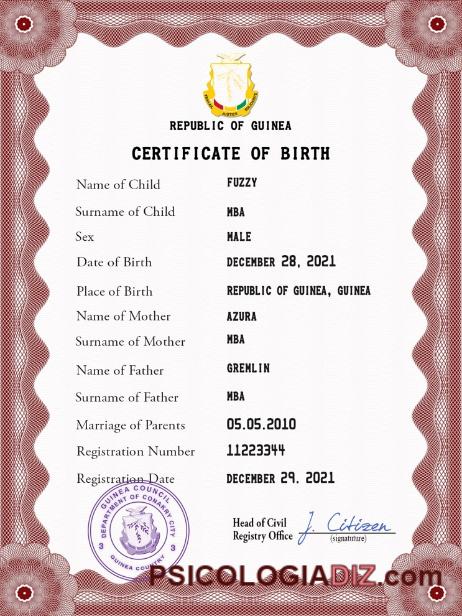 REPUBLIC OF GUINEA
CERTIFICATE OF BIRTH
Name of Child FUZZY
Surname of Child MBA
Sex MALE
Date of Birth DECEMBER 28, 2021
Place of Birth REPUBLIC OF GUINEA, GUINEA
Name of Mother AZURA
Surname of Mother MBA
Name of Father GREMLIN
Surname of Father MBA
Marriage of Parents 05.05.2010
Registration Number 11223344
Registration Date DECEMBER 29. 2021
GUINEA COUNCIL
DEPARTMENT OF CONAKRY CITY
3 3
GUINEA COUNTRY
Head of Civil
Registry Office J. Citizen
(signatuture)
PSICOLOGIADIZ.com